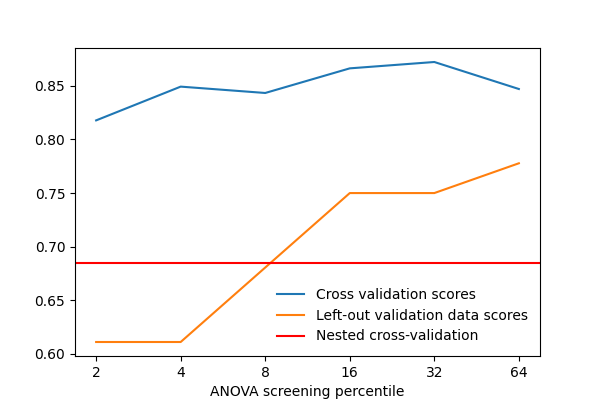 0.85
0.80
0.75
0.70
0.65
0.60
Cross validation scores
Left-out validation data scores
Nested cross-validation
2 4 8 16 32 64
ANOVA screening percentile